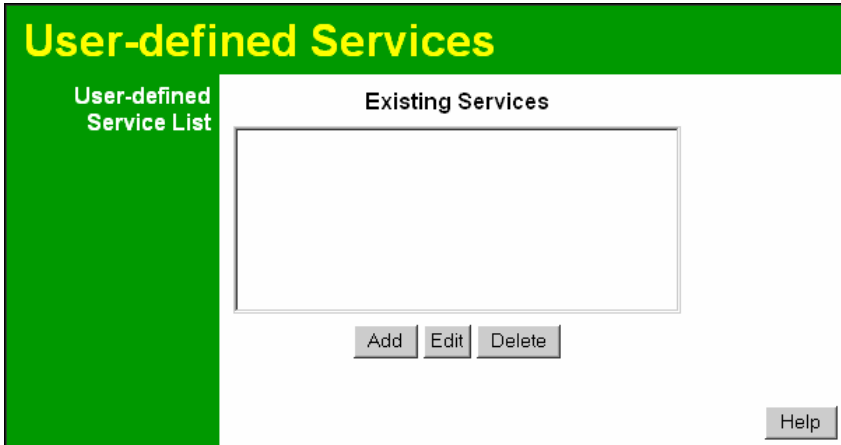 User-defined Services
User-defined
Service List
Existing Services
Add Edit Delete
Help